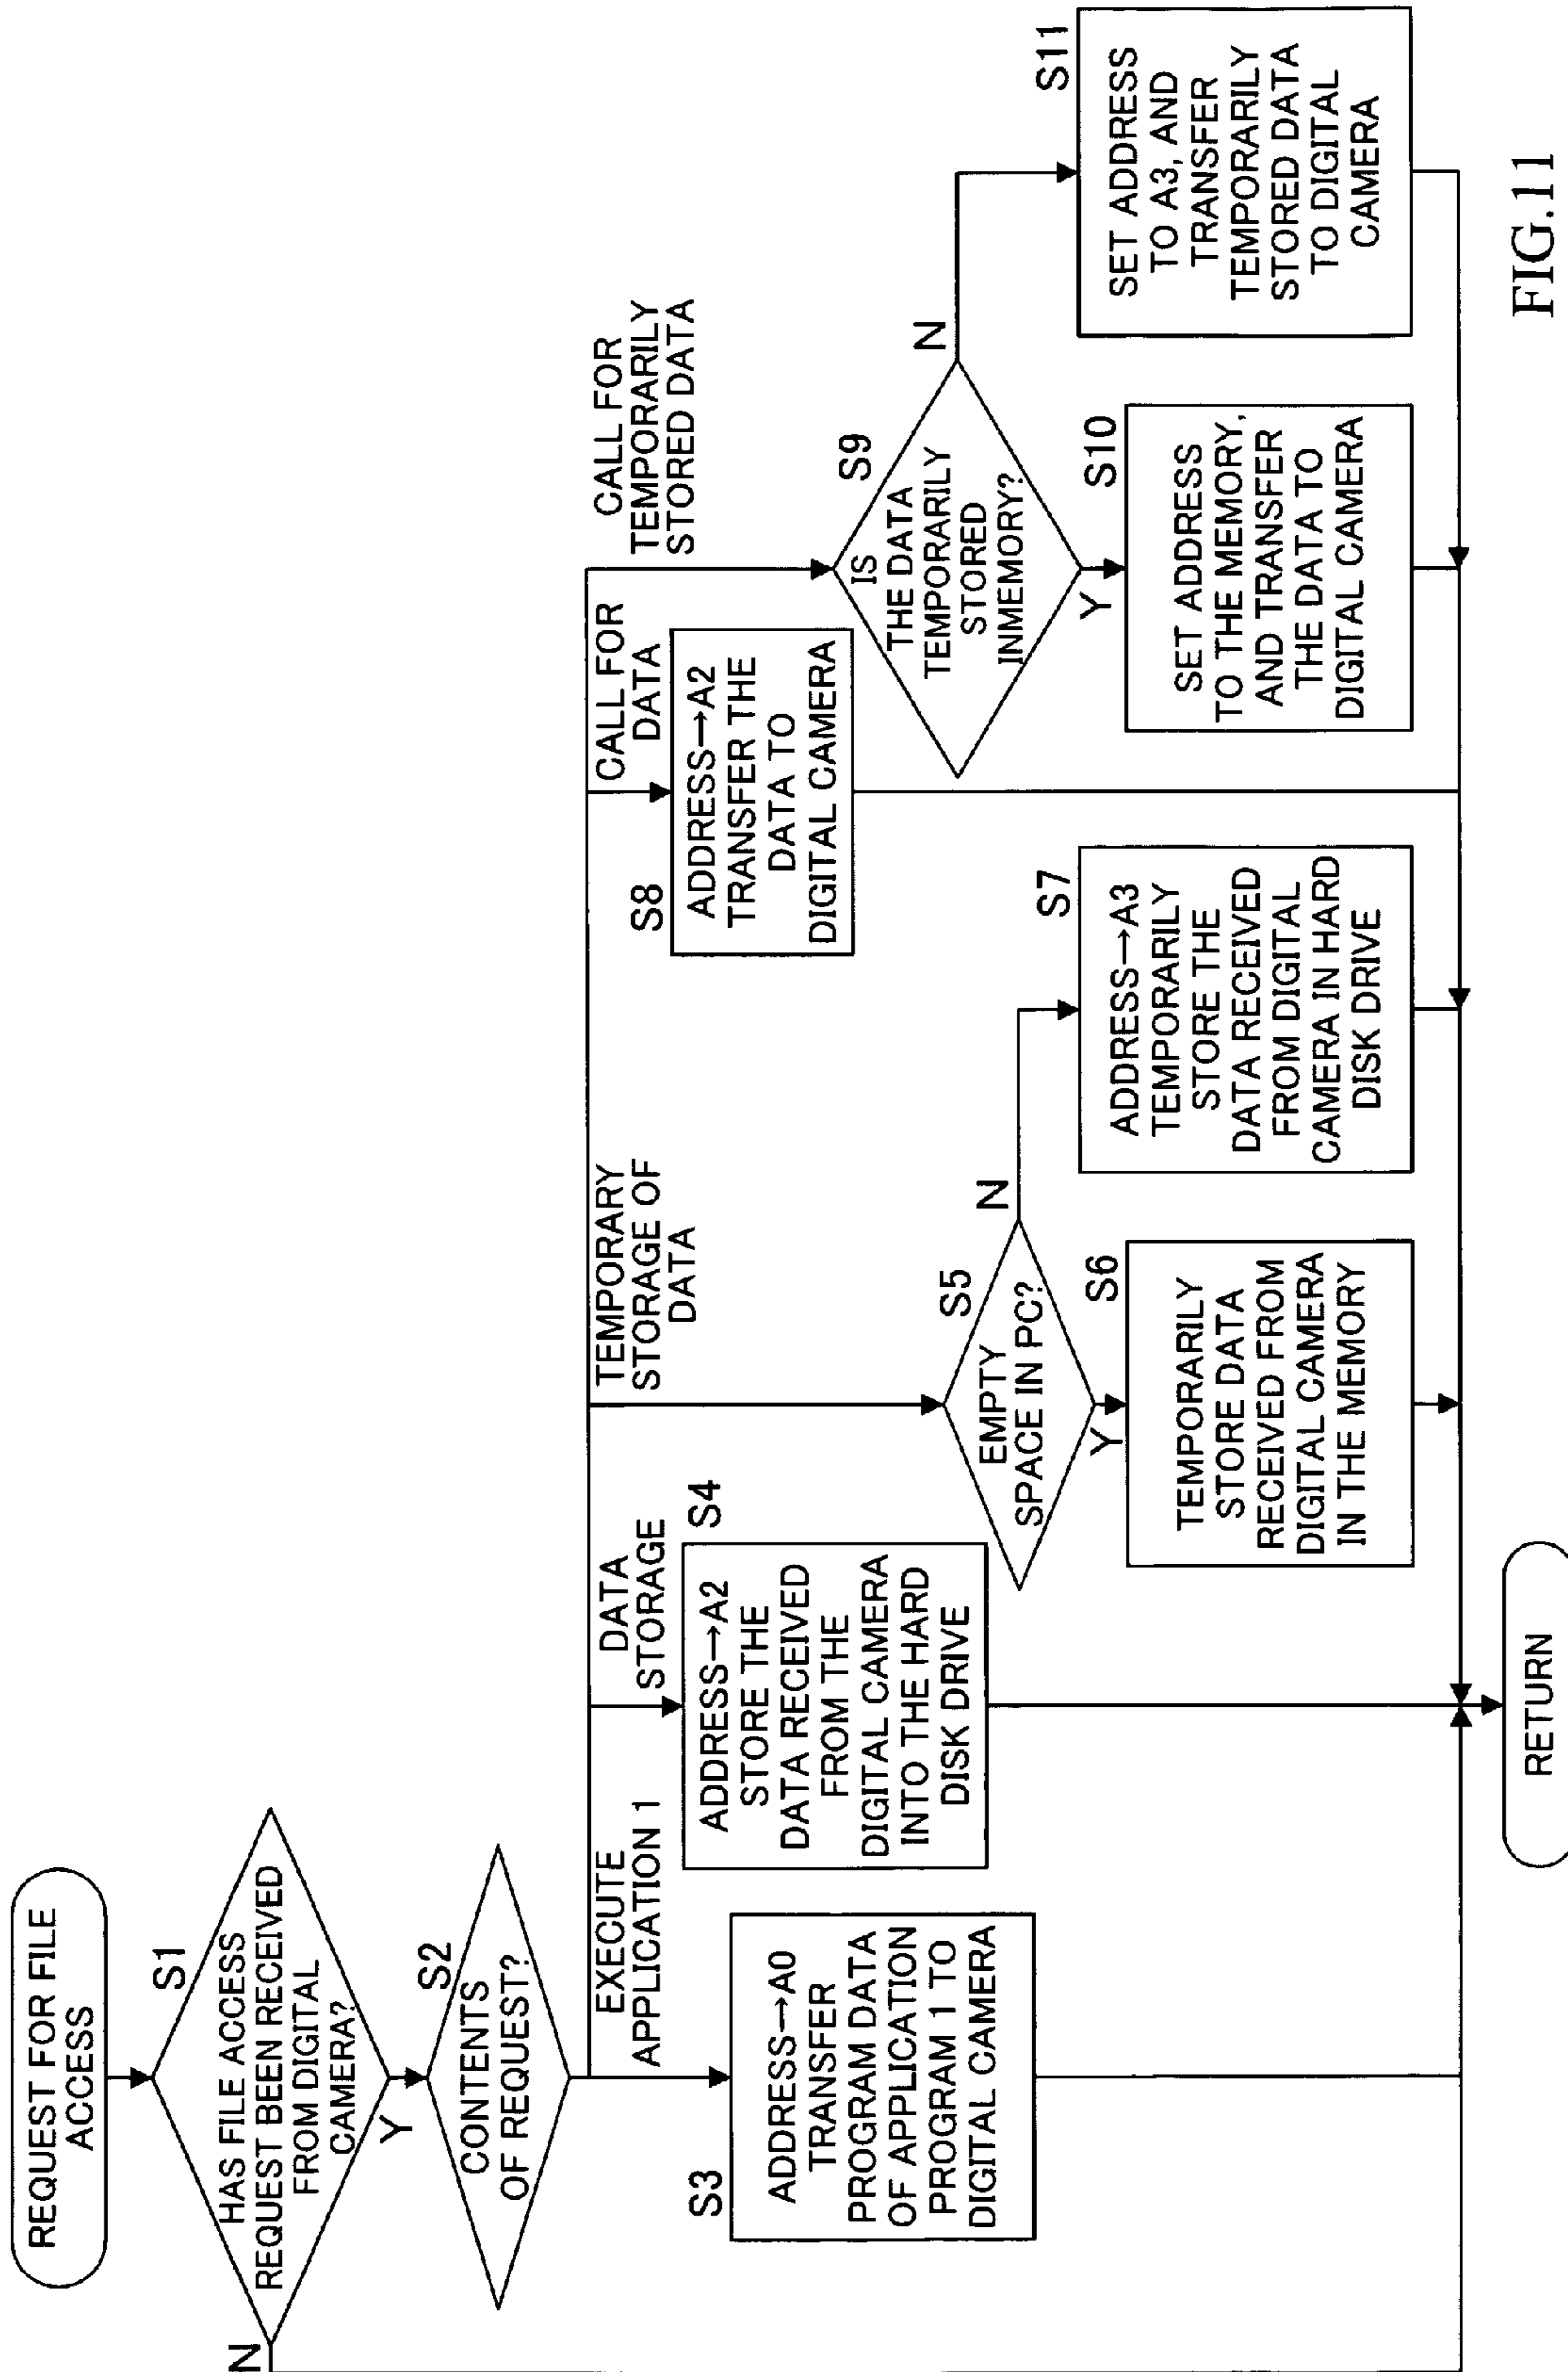 REQUEST FOR FILE
ACCESS
S1
HAS FILE ACCESS
REQUEST BEEN RECEIVED
FROM DIGITAL
CAMERA?
N
Y
S2
CONTENTS
OF REQUEST?
EXECUTE
APPLICATION 1
S3
ADDRESS→A0
TRANSFER
PROGRAM DATA
OF APPLICATION
PROGRAM 1 TO
DIGITAL CAMERA
DATA
STORAGE
S4
ADDRESS→A2
STORE THE
DATA RECEIVED
FROM THE
DIGITAL CAMERA
INTO THE HARD
DISK DRIVE
TEMPORARY
STORAGE OF
DATA
S5
EMPTY
SPACE IN PC?
N
Y
S6
TEMPORARILY
STORE DATA
RECEIVED FROM
DIGITAL CAMERA
IN THE MEMORY
S7
ADDRESS→A3
TEMPORARILY
STORE THE
DATA RECEIVED
FROM DIGITAL
CAMERA IN HARD
DISK DRIVE
CALL FOR
DATA
S8
ADDRESS→A2
TRANSFER THE
DATA TO
DIGITAL CAMERA
CALL FOR
TEMPORARILY
STORED DATA
S9
IS
THE DATA
TEMPORARILY
STORED
INMEMORY?
N
Y
S10
SET ADDRESS
TO THE MEMORY,
AND TRANSFER
THE DATA TO
DIGITAL CAMERA
S11
SET ADDRESS
TO A3, AND
TRANSFER
TEMPORARILY
STORED DATA
TO DIGITAL
CAMERA
RETURN
FIG.11